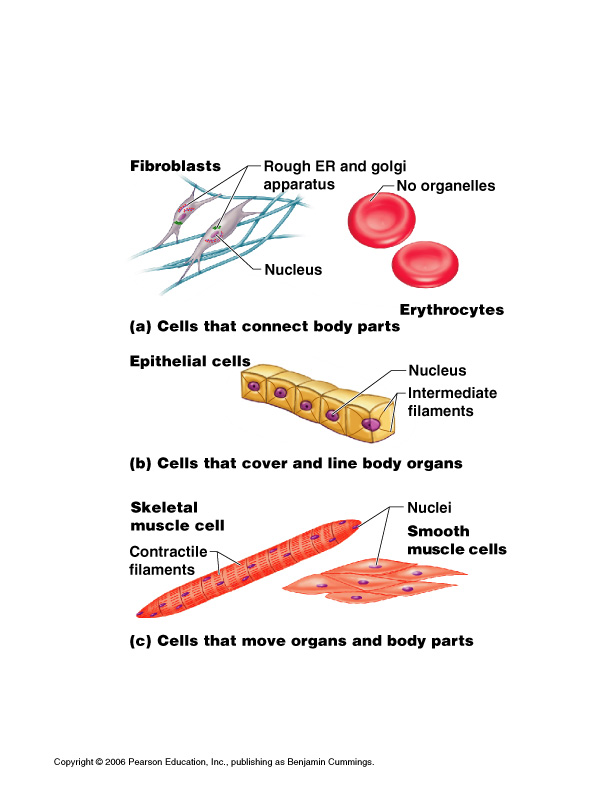 Fibroblasts
Rough ER and golgi
apparatus
No organelles
Nucleus
Erythrocytes
(a) Cells that connect body parts
Epithelial cells
Nucleus
Intermediate
filaments
(b) Cells that cover and line body organs
Skeletal
muscle cell
Nuclei
Smooth
muscle cells
Contractile
filaments
(c) Cells that move organs and body parts
Copyright © 2006 Pearson Education, Inc., publishing as Benjamin Cummings.